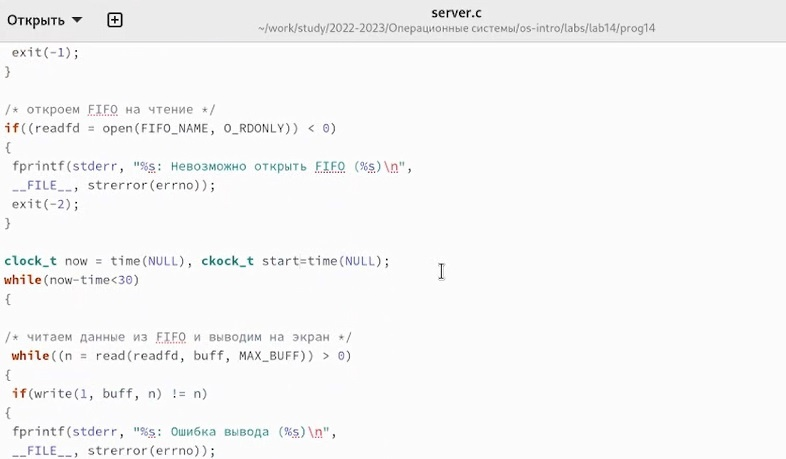 Открыть
server.c
~/work/study/2022-2023/Операционные системы/os-intro/labs/lab14/prog14
exit(-1);
}
/* откроем FIFO на чтение */
if((readfd = open(FIFO_NAME, O_RDONLY)) < 0)
{
fprintf(stderr, "%s: Невозможно открыть FIFO (%s)\n",
__FILE__, strerror(errno));
exit(-2);
}
clock_t now = time(NULL), ckock_t start=time(NULL);
while(now-time<30)
{
/* читаем данные из FIFO и выводим на экран */
while((n = read(readfd, buff, MAX_BUFF)) > 0)
{
if(write(1, buff, n) != n)
{
fprintf(stderr, "%s: Ошибка вывода (%s)\n",
__FILE__, strerror(errno));